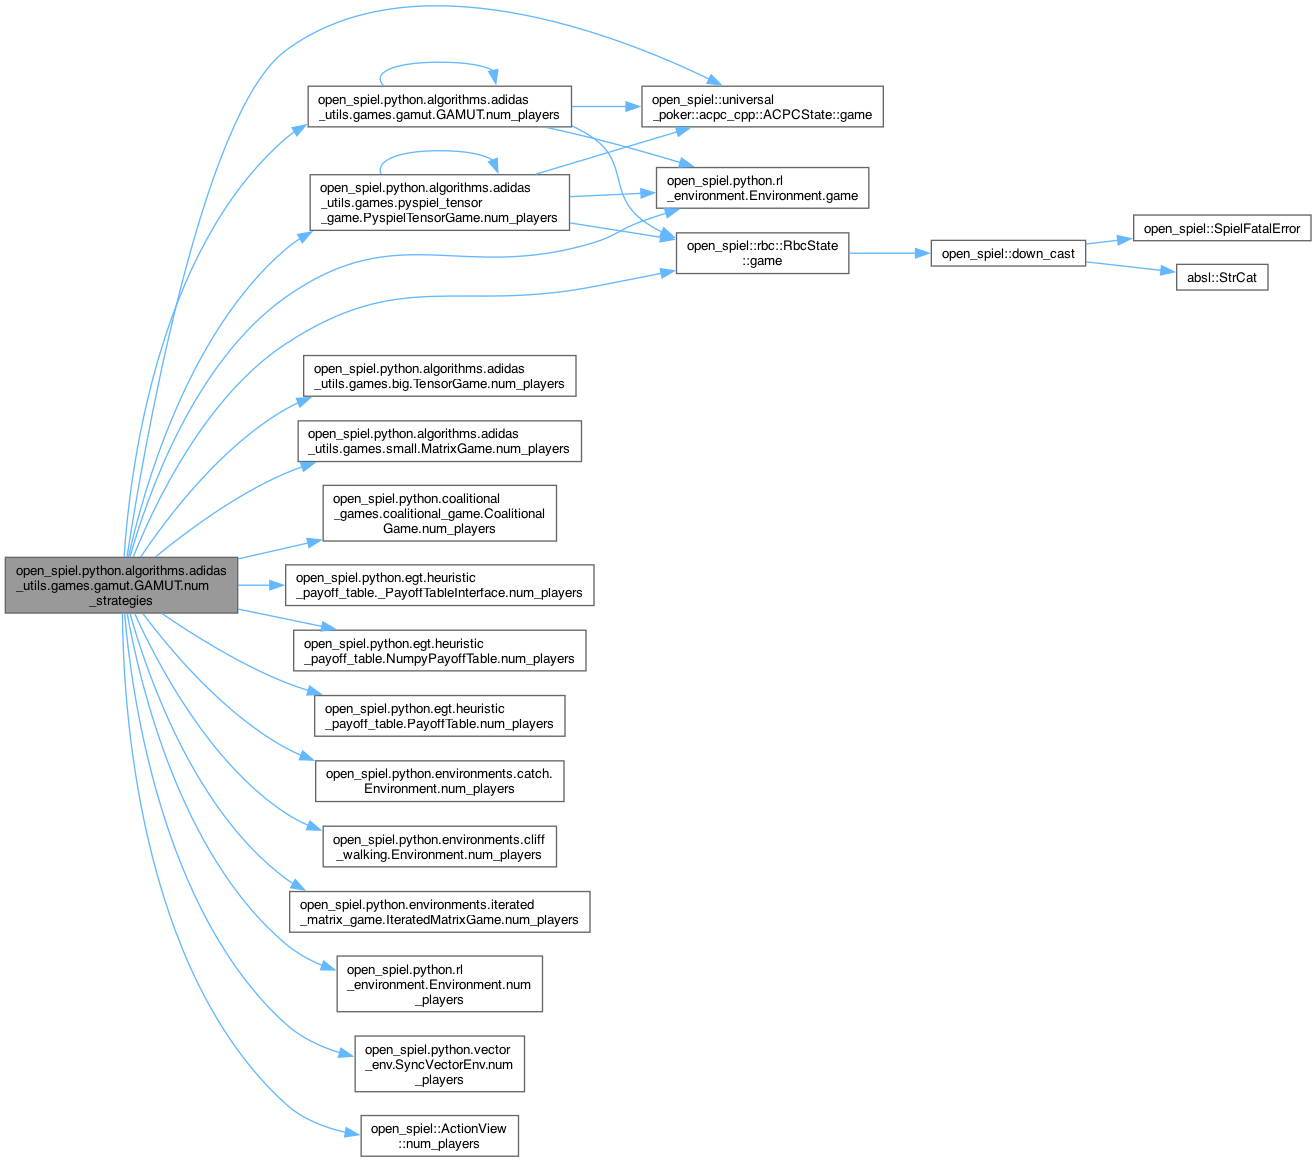 open_spiel.python.algorithms.adidas
_utils.games.gamut.GAMUT.num
_strategies
open_spiel.python.algorithms.adidas
_utils.games.gamut.GAMUT.num_players
open_spiel::universal
_poker::acpc_cpp::ACPCState::game
open_spiel.python.algorithms.adidas
_utils.games.pyspiel_tensor
_game.PyspielTensorGame.num_players
open_spiel.python.rl
_environment.Environment.game
open_spiel::rbc::RbcState
::game
open_spiel::down_cast
open_spiel::SpielFatalError
absl::StrCat
open_spiel.python.algorithms.adidas
_utils.games.big.TensorGame.num_players
open_spiel.python.algorithms.adidas
_utils.games.small.MatrixGame.num_players
open_spiel.python.coalitional
_games.coalitional_game.Coalitional
Game.num_players
open_spiel.python.egt.heuristic
_payoff_table._PayoffTableInterface.num_players
open_spiel.python.egt.heuristic
_payoff_table.NumpyPayoffTable.num_players
open_spiel.python.egt.heuristic
_payoff_table.PayoffTable.num_players
open_spiel.python.environments.catch.
Environment.num_players
open_spiel.python.environments.cliff
_walking.Environment.num_players
open_spiel.python.environments.iterated
_matrix_game.IteratedMatrixGame.num_players
open_spiel.python.rl
_environment.Environment.num
_players
open_spiel.python.vector
_env.SyncVectorEnv.num
_players
open_spiel::ActionView
::num_players